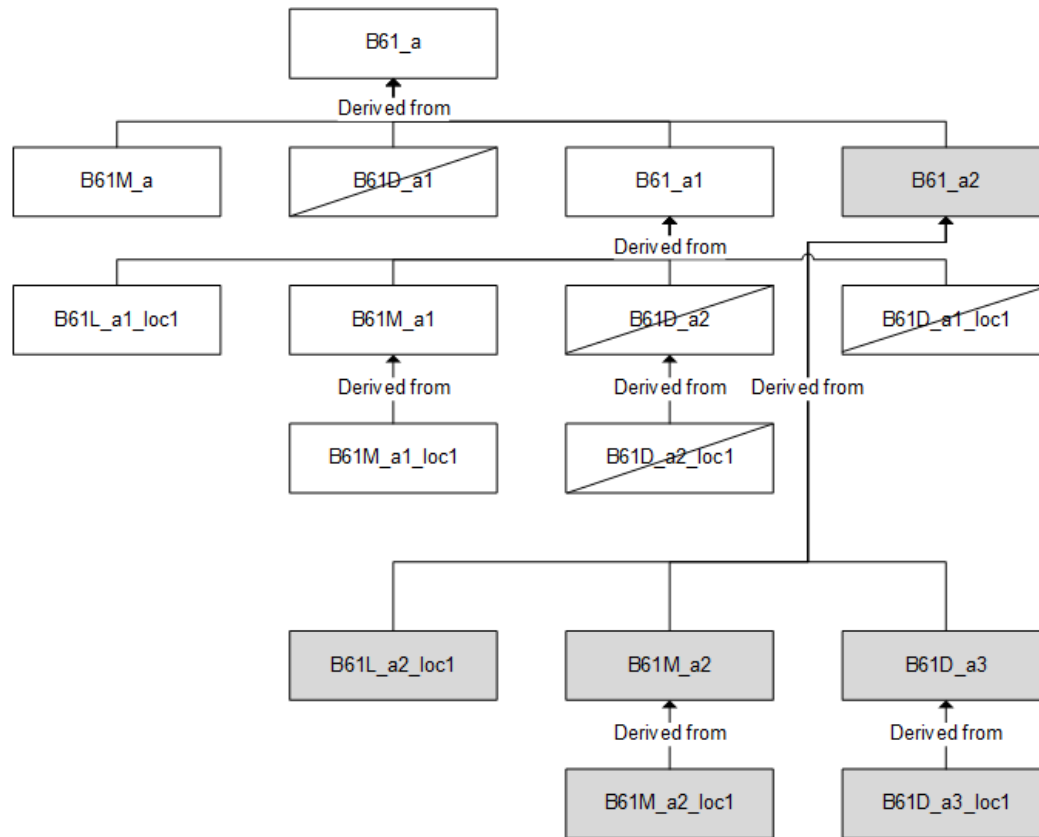 B61_a
Derived from
B61M_a
B61D_a1
B61_a1
B61_a2
Derived from
B61L_a1_loc1
B61M_a1
B61D_a2
B61D_a1_loc1
Derived from
Derived from
Derived from
B61M_a1_loc1
B61D_a2_loc1
B61L_a2_loc1
B61M_a2
B61D_a3
Derived from
Derived from
B61M_a2_loc1
B61D_a3_loc1